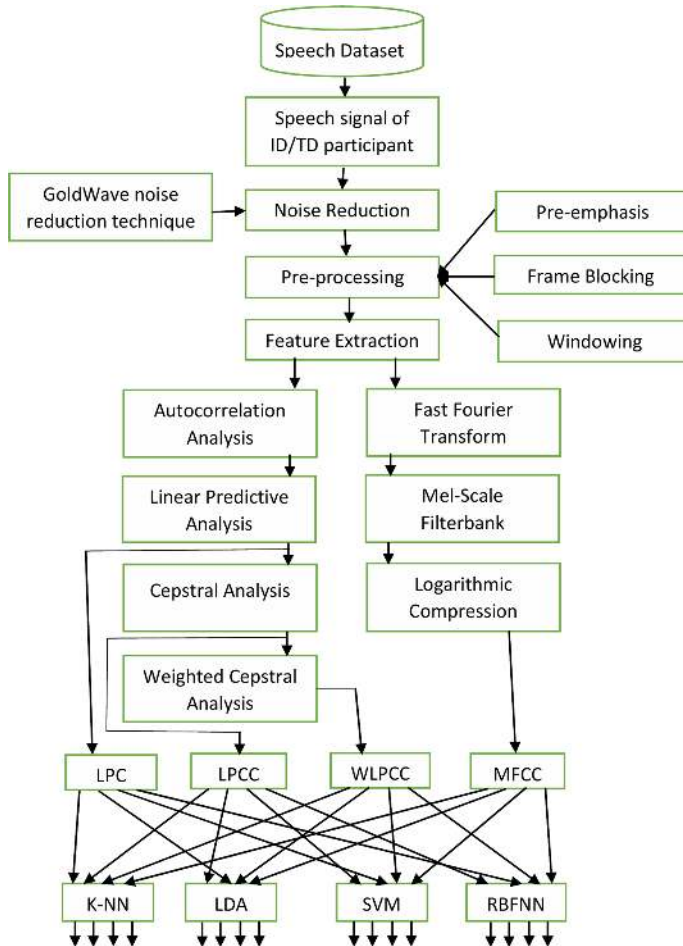 Speech Dataset
Speech signal of
ID/TD participant
GoldWave noise
reduction technique
Noise Reduction
Pre-emphasis
Pre-processing
Frame Blocking
Feature Extraction
Windowing
Autocorrelation
Analysis
Fast Fourier
Transform
Linear Predictive
Analysis
Mel-Scale
Filterbank
Cepstral Analysis
Logarithmic
Compression
Weighted Cepstral
Analysis
LPC
LPCC
WLPCC
MFCC
K-NN
LDA
SVM
RBFNN